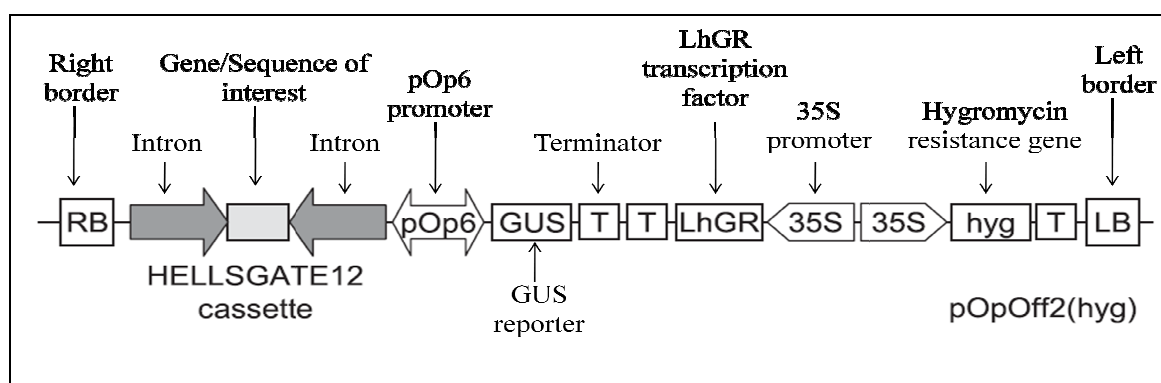 Right
border
Gene/Sequence of
interest
pOp6
promoter
LhGR
transcription
factor
35S
promoter
Hygromycin
resistance gene
Left
border
Intron
Intron
Terminator
RB
pOp6
GUS
T
T
LhGR
35S
35S
hyg
T
LB
HELLSGATE12
cassette
GUS
reporter
pOpOff2(hyg)